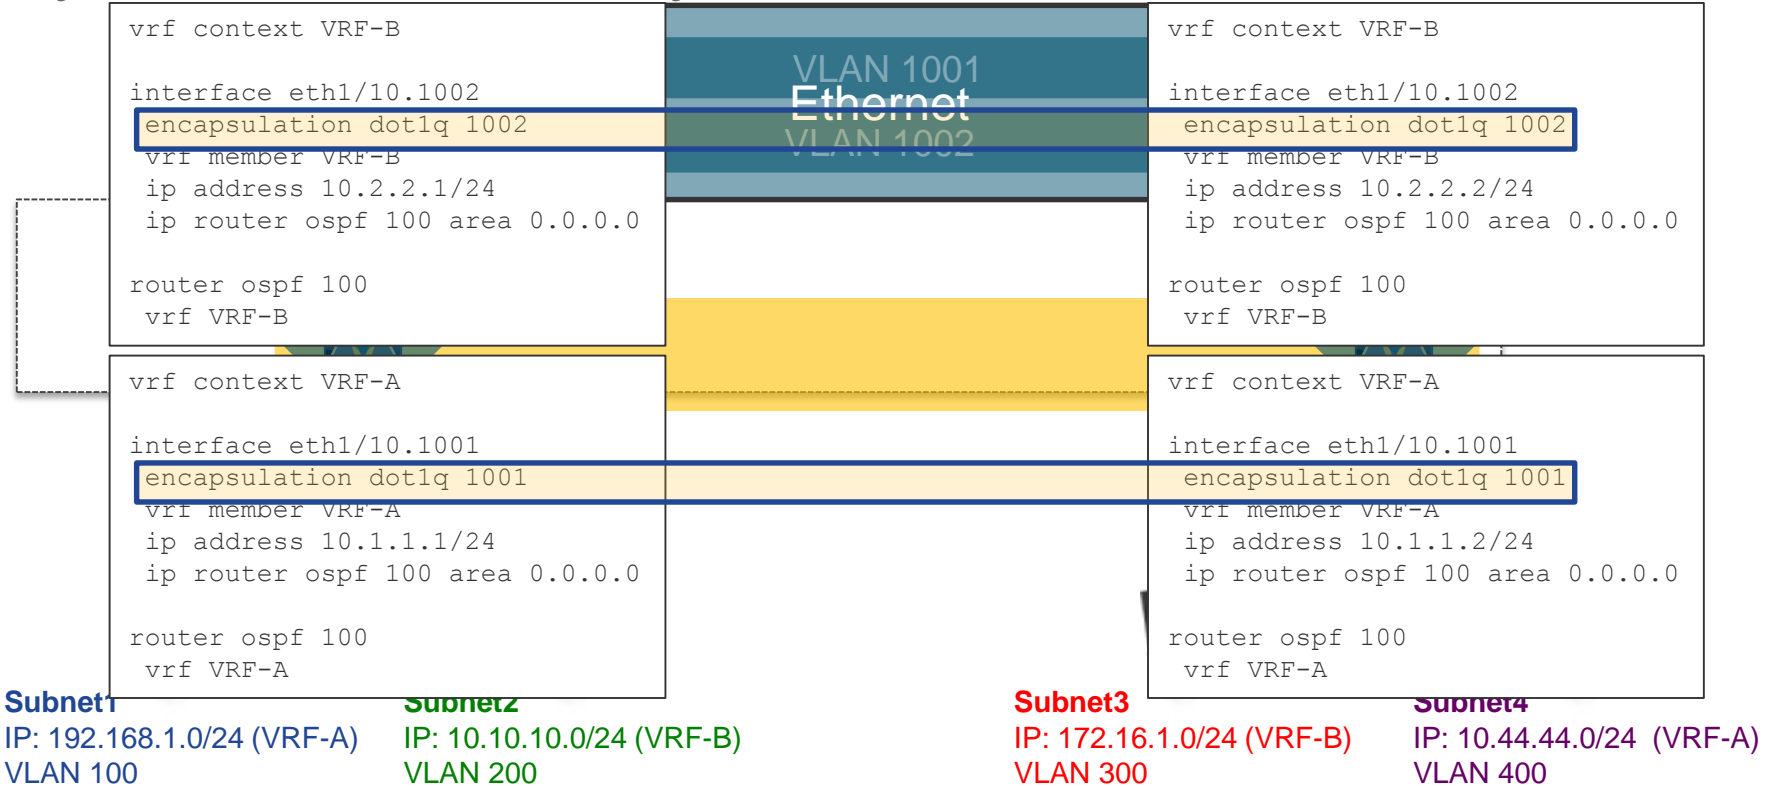 vrf context VRF-B
interface eth1/10.1002
encapsulation dot1q 1002
vrf member VRF-B
ip address 10.2.2.1/24
ip router ospf 100 area 0.0.0.0
router ospf 100
vrf VRF-B
VLAN 1001
Ethernet
VLAN 1002
vrf context VRF-B
interface eth1/10.1002
encapsulation dot1q 1002
vrf member VRF-B
ip address 10.2.2.2/24
ip router ospf 100 area 0.0.0.0
router ospf 100
vrf VRF-B
vrf context VRF-A
interface eth1/10.1001
encapsulation dot1q 1001
vrf member VRF-A
ip address 10.1.1.1/24
ip router ospf 100 area 0.0.0.0
router ospf 100
vrf VRF-A
vrf context VRF-A
interface eth1/10.1001
encapsulation dot1q 1001
vrf member VRF-A
ip address 10.1.1.2/24
ip router ospf 100 area 0.0.0.0
router ospf 100
vrf VRF-A
Subnet1
IP: 192.168.1.0/24 (VRF-A)
VLAN 100
Subnet2
IP: 10.10.10.0/24 (VRF-B)
VLAN 200
Subnet3
IP: 172.16.1.0/24 (VRF-B)
VLAN 300
Subnet4
IP: 10.44.44.0/24 (VRF-A)
VLAN 400